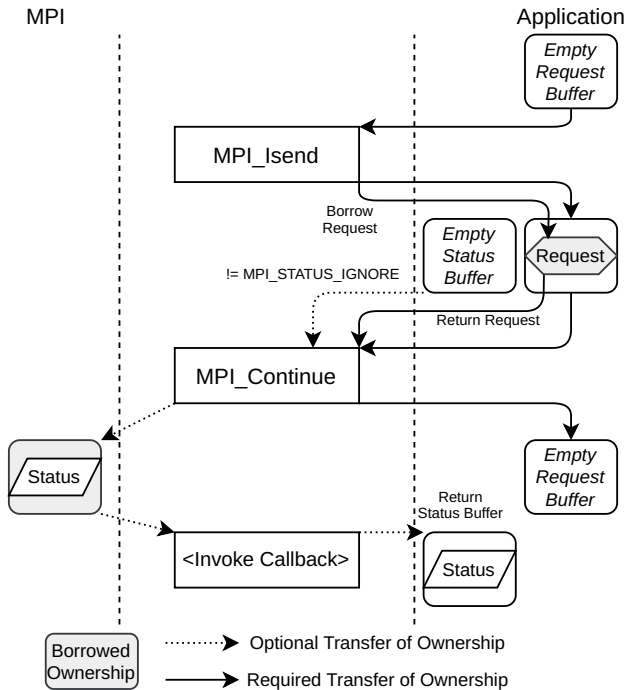 MPI
Application
Empty
Request
Buffer
MPI_Isend
Borrow
Request
Empty
Status
Buffer
Request
!= MPI_STATUS_IGNORE
Return Request
MPI_Continue
Status
Empty
Request
Buffer
Return
Status Buffer
<Invoke Callback>
Status
Borrowed
Ownership
Optional Transfer of Ownership
Required Transfer of Ownership